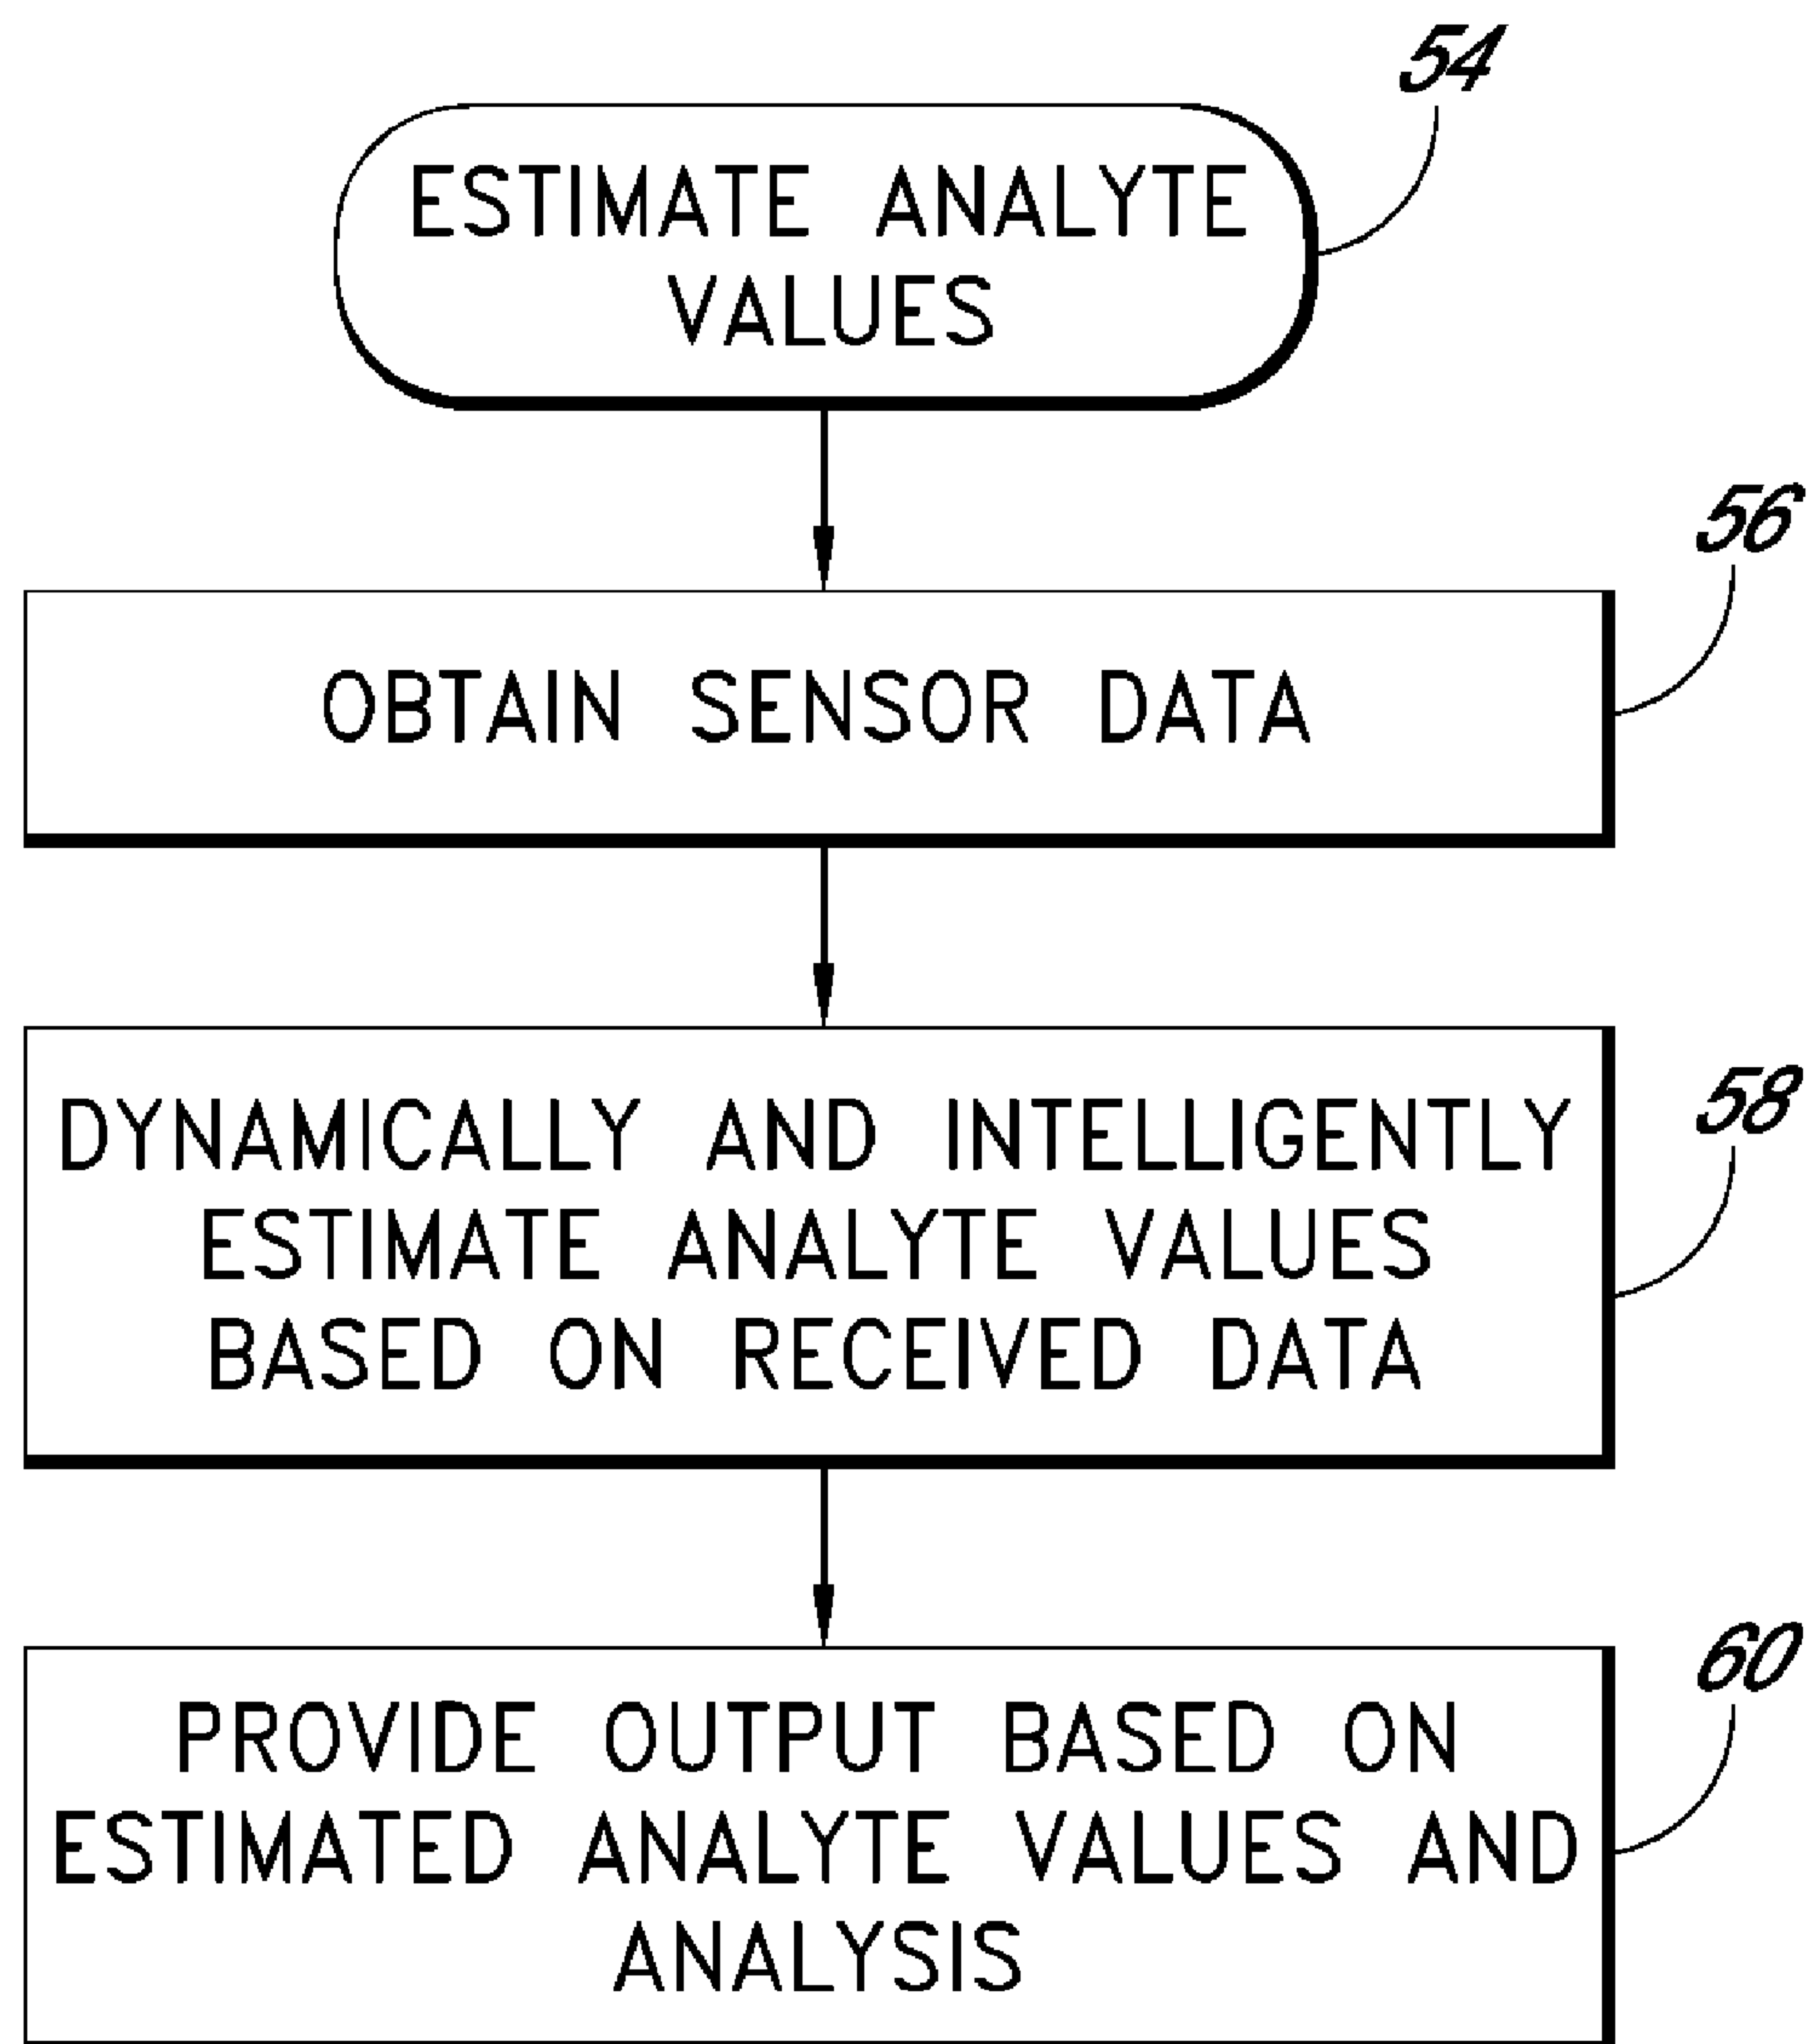 54
ESTIMATE ANALYTE
VALUES
56
OBTAIN SENSOR DATA
58
DYNAMICALLY AND INTELLIGENTLY
ESTIMATE ANALYTE VALUES
BASED ON RECEIVED DATA
60
PROVIDE OUTPUT BASED ON
ESTIMATED ANALYTE VALUES AND
ANALYSIS